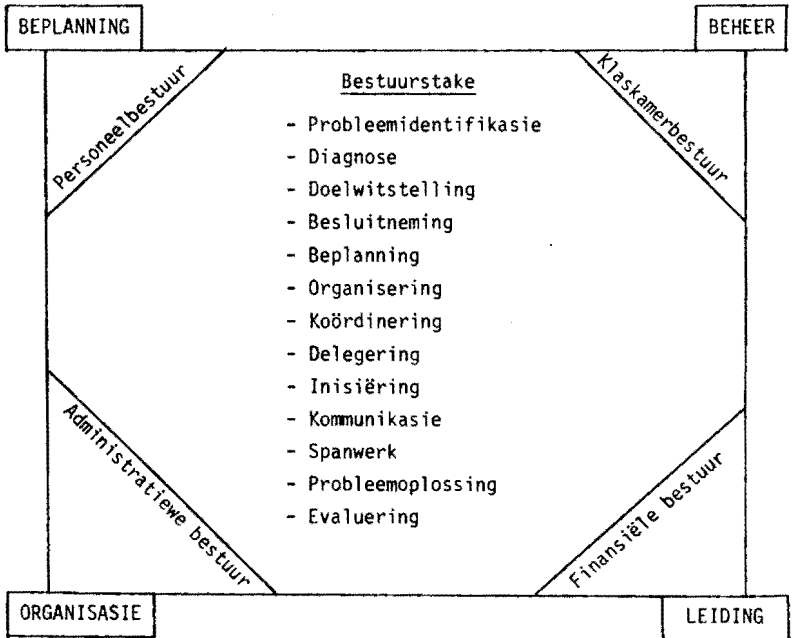 BEPLANNING
BEHEER
Personeelbestuur
Klaskamerbestuur
Bestuurstake
- Probleemidentifikasie
- Diagnose
- Doelwitstelling
- Besluitneming
- Beplanning
- Organisering
- Koördinering
- Delegering
- Inisiëring
- Kommunikasie
- Spanwerk
- Probleemoplossing
- Evaluering
Administratiewe bestuur
Finansiële bestuur
ORGANISASIE
LEIDING